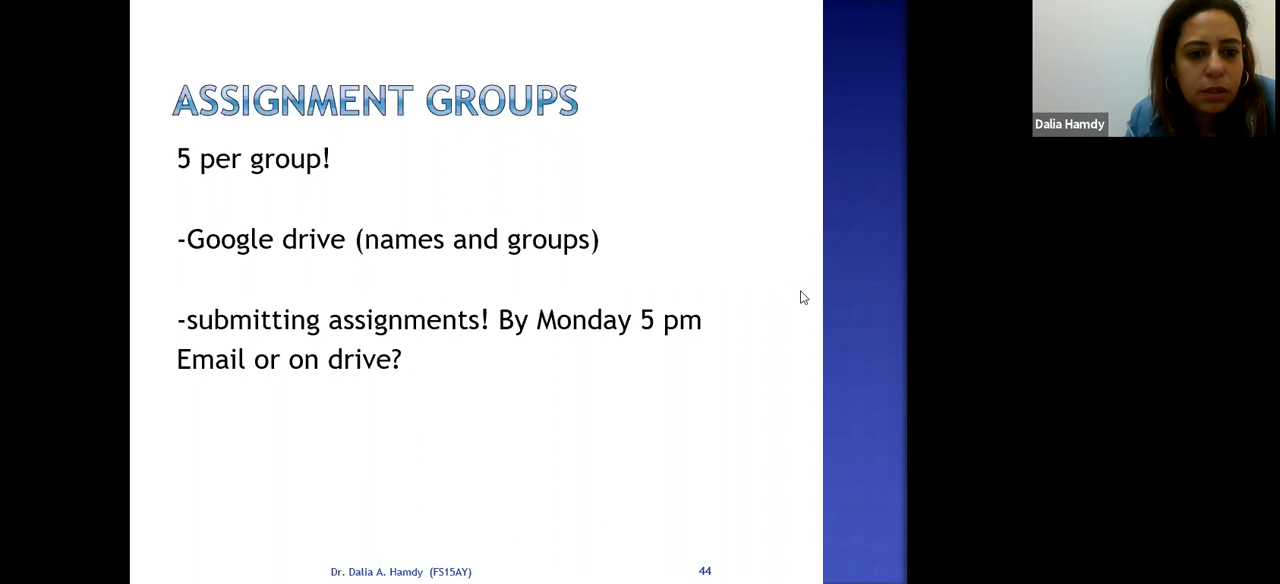 ASSIGNMENT GROUPS
5 per group!
-Google drive (names and groups)
-submitting assignments! By Monday 5 pm
Email or on drive?
Dalia Hamdy
Dr. Dalia A. Hamdy (FS15AY)
44